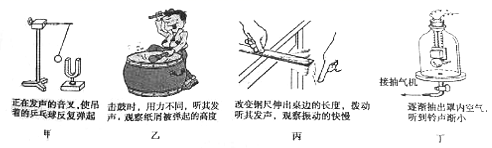 接抽气机
正在发声的音叉,使吊
着的乒乓球反复弹起
甲
击鼓时,用力不同,听其发
声,观察纸屑被弹起的高度
乙
改变钢尺伸出桌边的长度,拨动
听其发声,观察振动的快慢
丙
逐渐抽出罩内空气,
听到铃声渐小
丁